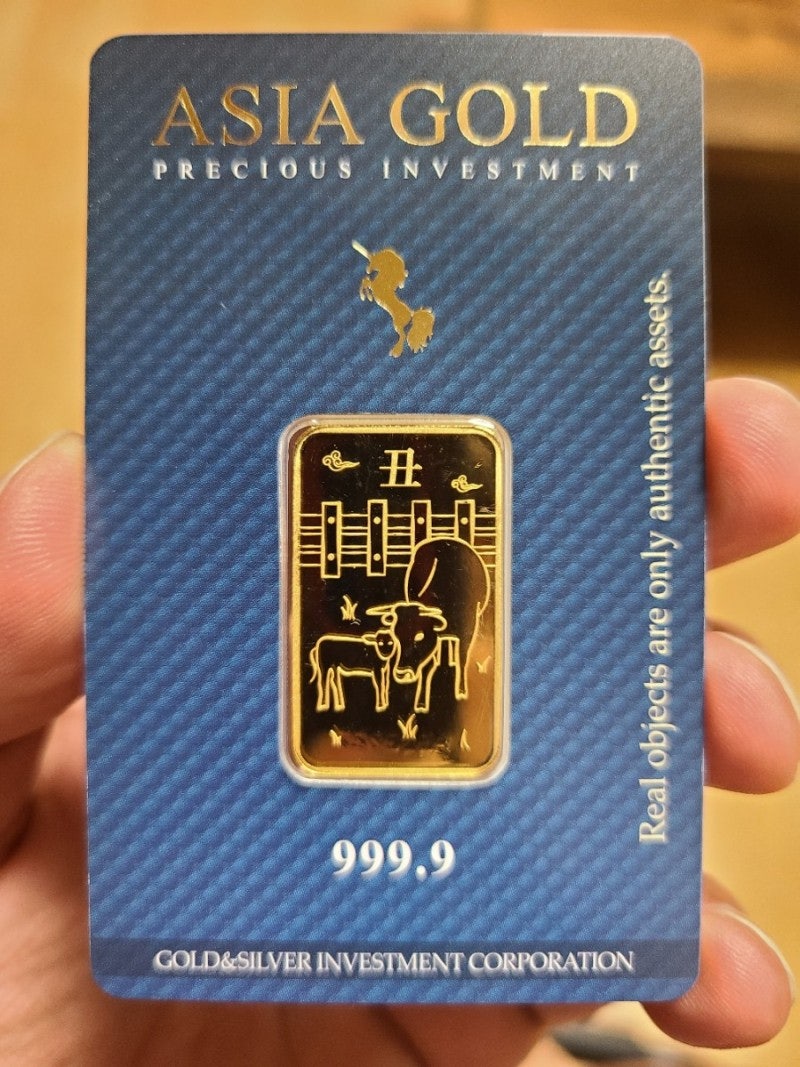 ASIA GOLD
PRECIOUS INVESTMENT
丑
Real objects are only authentic assets.
999.9
GOLD&SILVER INVESTMENT CORPORATION